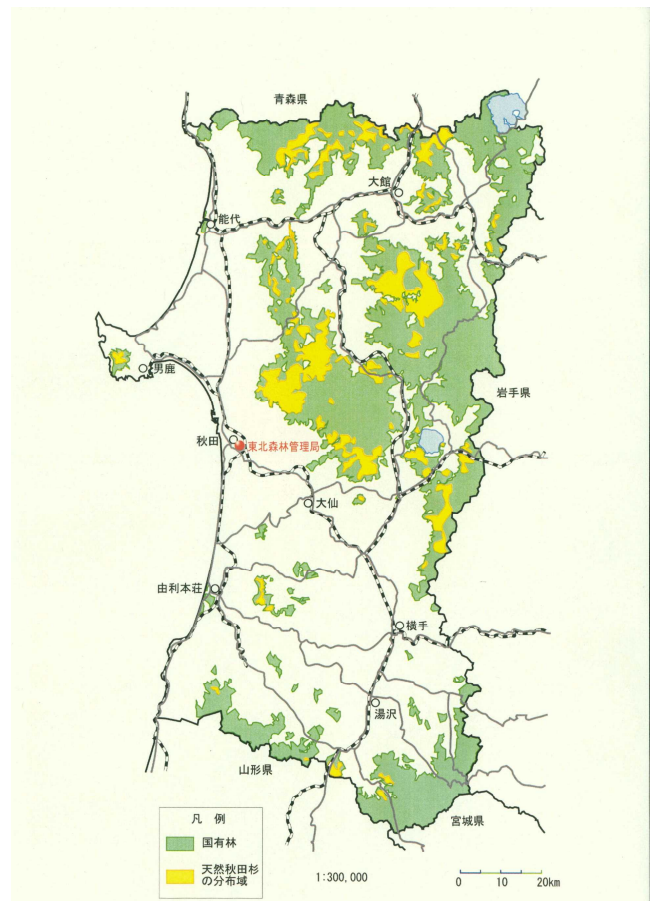 青森県
大館
能代
男鹿
岩手県
秋田
東北森林管理局
大仙
由利本荘
横手
湯沢
山形県
宮城県
凡 例
国有林
天然秋田杉
の分布域
1:300,000
0 10 20km